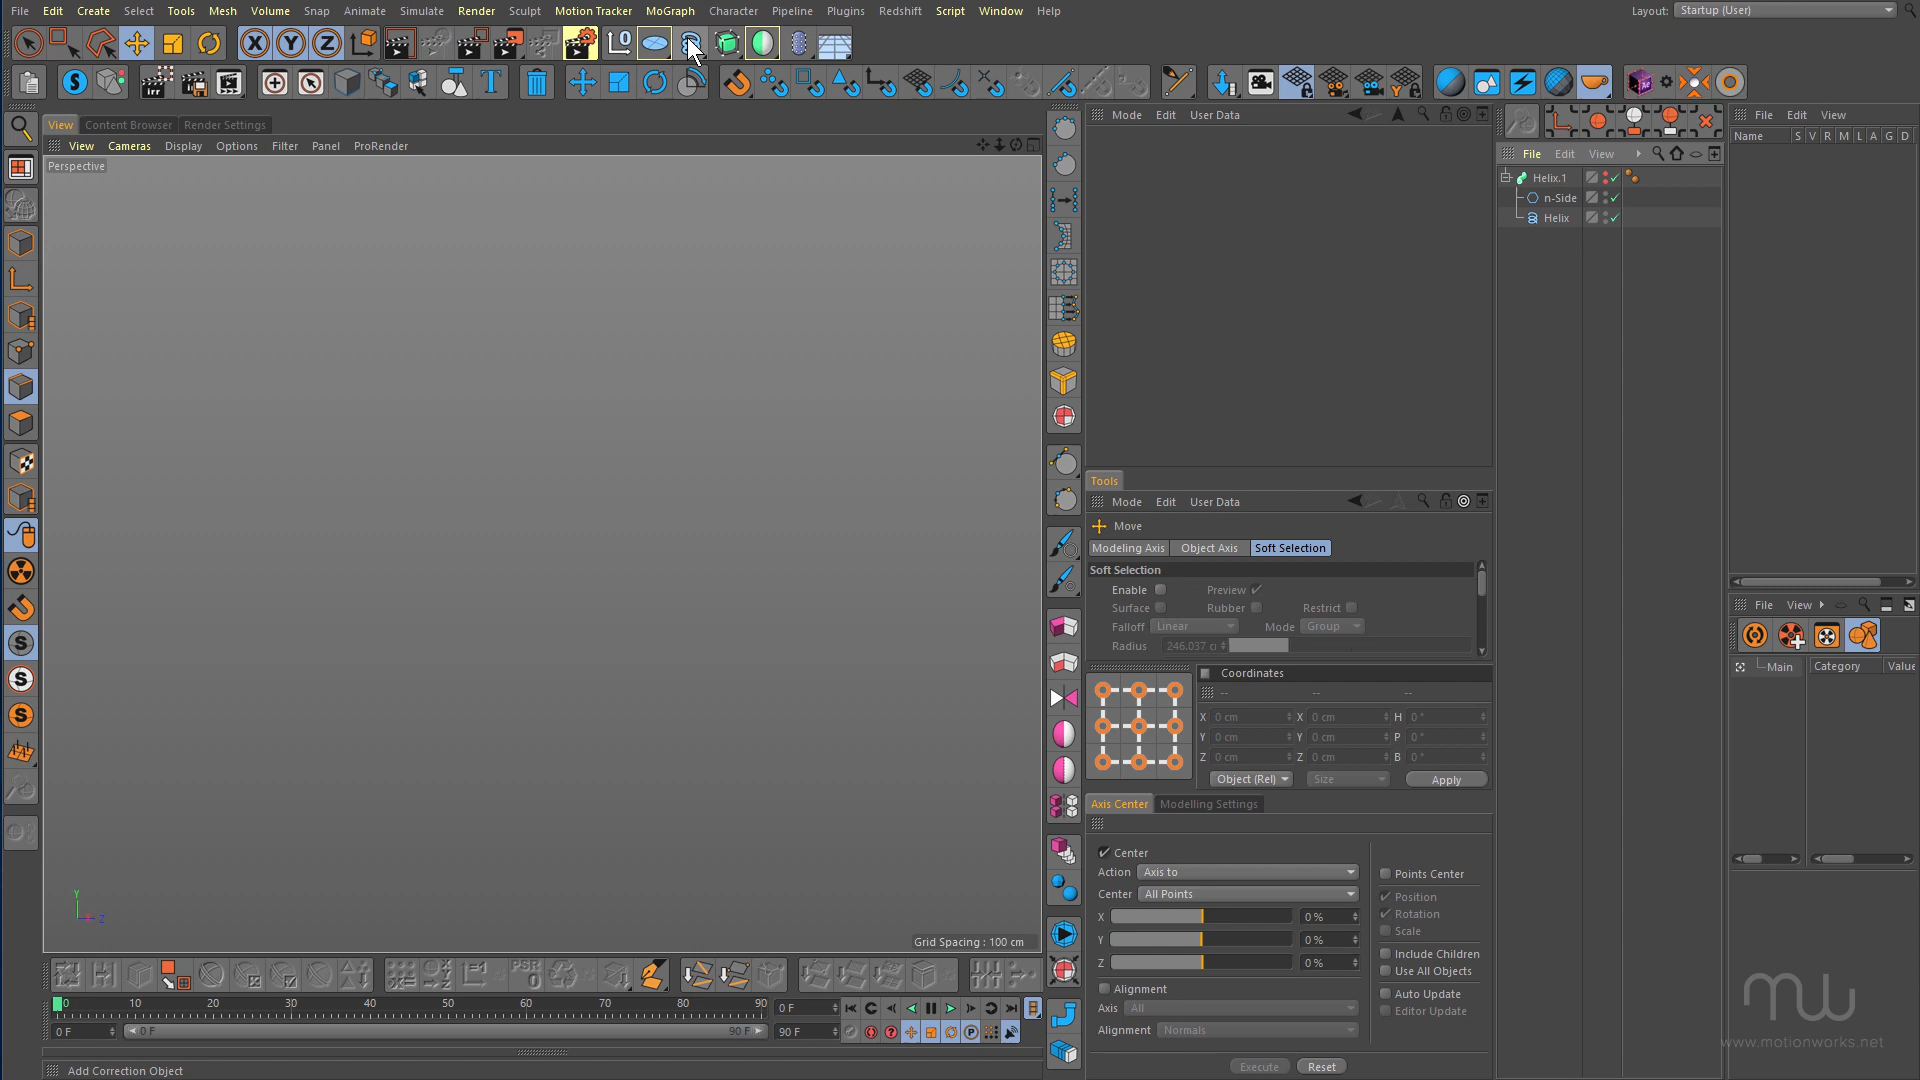 File Edit Create Select Tools Mesh Volume Snap Animate Simulate Render Sculpt Motion Tracker MoGraph Character Pipeline Plugins Redshift Script Window Help
Layout: Startup (User)
View Content Browser Render Settings
View Cameras Display Options Filter Panel ProRender
Perspective
Y
Z
Grid Spacing : 100 cm
0 10 20 30 40 50 60 70 80 90
0 F
0 F
0 F
90 F
90 F
Add Correction Object
Mode Edit User Data
Tools
Mode Edit User Data
Move
Modeling Axis Object Axis Soft Selection
Soft Selection
Enable Preview
Surface Rubber Restrict
Falloff Linear Mode Group
Radius 246.037 c
Coordinates
-- -- --
X 0 cm X 0 cm H 0 °
Y 0 cm Y 0 cm P 0 °
Z 0 cm Z 0 cm B 0 °
Object (Rel) Size Apply
Axis Center Modelling Settings
Center
Action Axis to
Center All Points
X 0 %
Y 0 %
Z 0 %
Alignment
Axis All
Alignment Normals
Points Center
Position
Rotation
Scale
Include Children
Use All Objects
Auto Update
Editor Update
Execute Reset
File Edit View
Helix.1
n-Side
Helix
File Edit View
Name S V R M L A G D
File View
Main Category Value
mw
www.motionworks.net